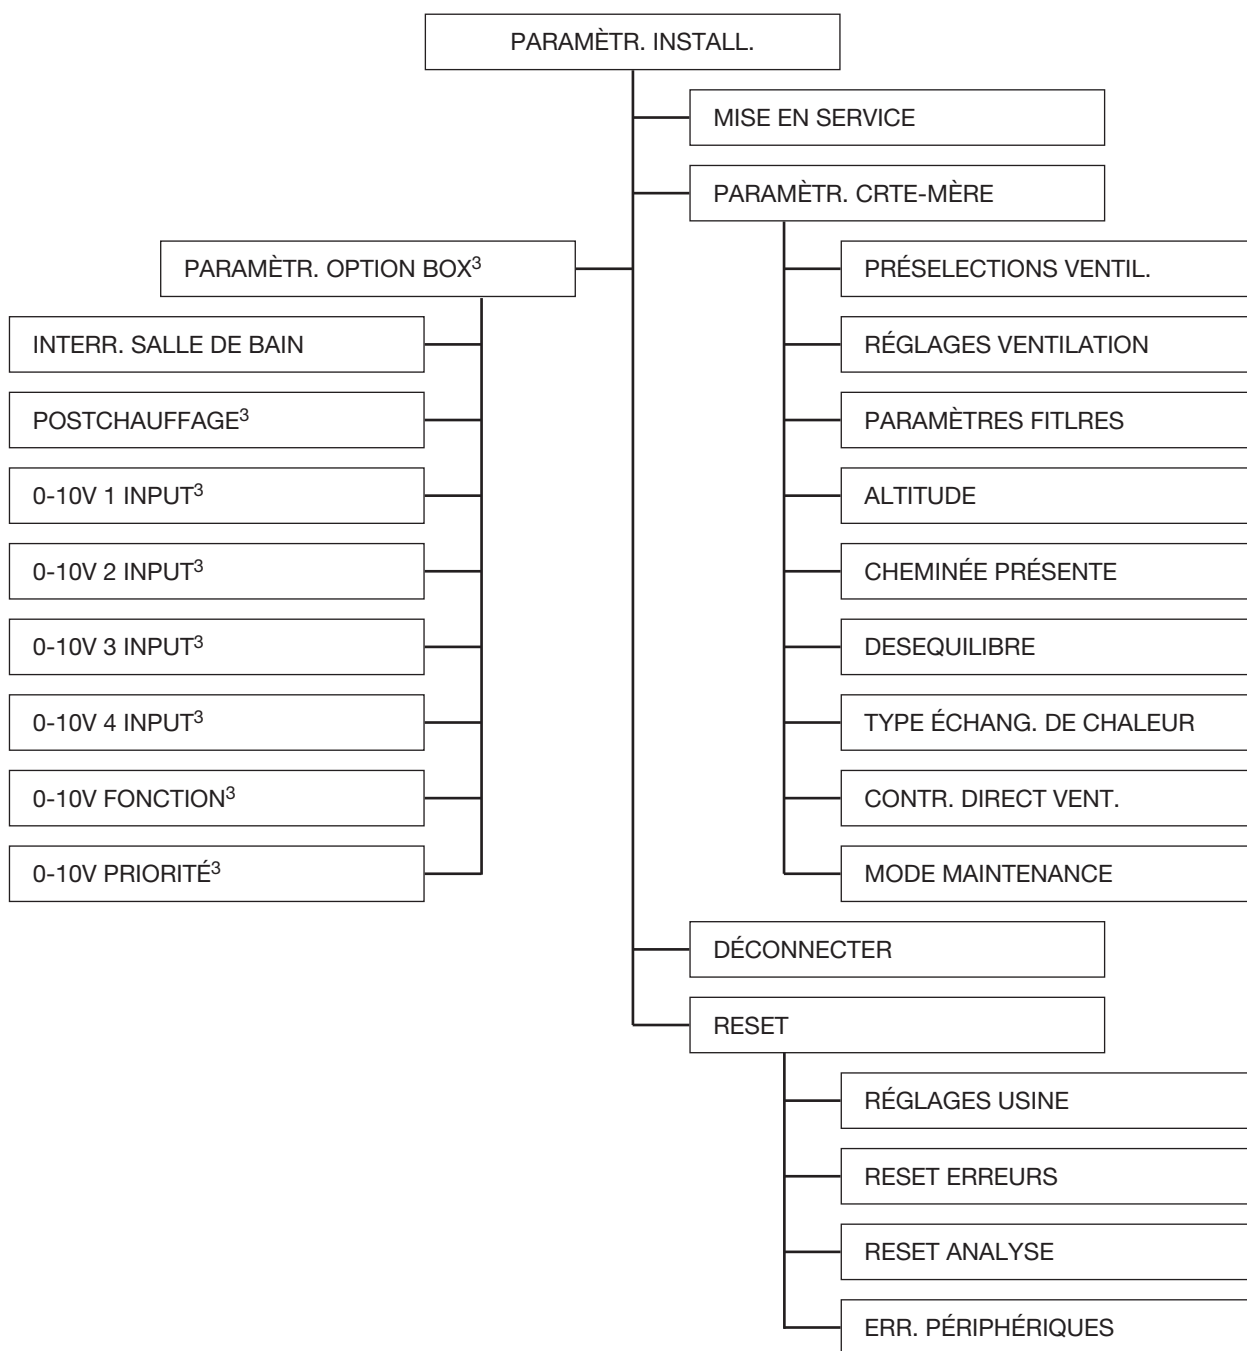 PARAMÈTR. INSTALL.
MISE EN SERVICE
PARAMÈTR. CRTE-MÈRE
PARAMÈTR. OPTION BOX³
PRÉSELECTIONS VENTIL.
INTERR. SALLE DE BAIN
RÉGLAGES VENTILATION
POSTCHAUFFAGE³
PARAMÈTRES FITLRES
0-10V 1 INPUT³
ALTITUDE
0-10V 2 INPUT³
CHEMINÉE PRÉSENTE
0-10V 3 INPUT³
DESEQUILIBRE
0-10V 4 INPUT³
TYPE ÉCHANG. DE CHALEUR
0-10V FONCTION³
CONTR. DIRECT VENT.
0-10V PRIORITÉ³
MODE MAINTENANCE
DÉCONNECTER
RESET
RÉGLAGES USINE
RESET ERREURS
RESET ANALYSE
ERR. PÉRIPHÉRIQUES